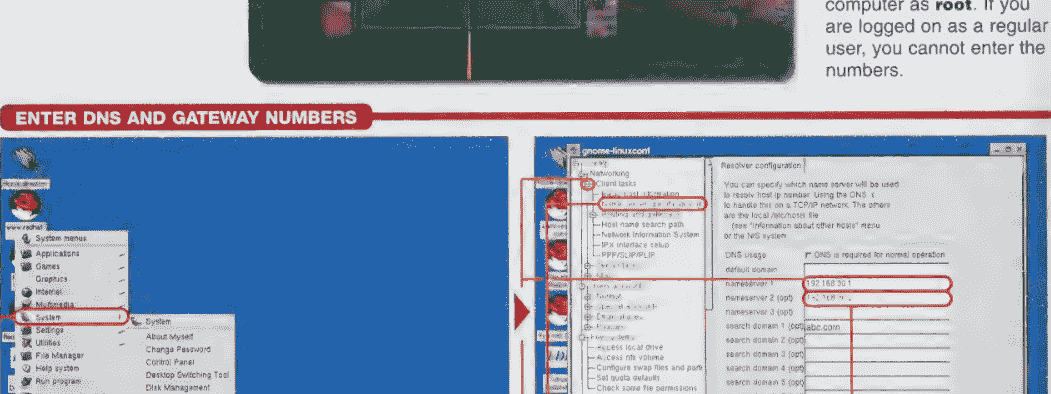 computer as root. If you
are logged on as a regular
user, you cannot enter the
numbers.
ENTER DNS AND GATEWAY NUMBERS
System menus
Applications
Games
Graphics
Internet
Multimedia
System
Settings
Utilities
File Manager
Help system
Run program
System
About Myself
Change Password
Control Panel
Desktop Switching Tool
Disk Management
gnome-linuxconf
Networking
Client tasks
Host name search path
Network Information System
IPX interface setup
PPP/SLIP/PLIP
Normal
Access local drive
Access nfs volume
Configure swap files and part
Set quota defaults
Check some file permissions
Resolver configuration
You can specify which name server will be used
to resolv host ip number. Using the DNS is
to handle this on a TCP/IP network. The others
are the local /etc/hosts file
(see "information about other hosts" menu
or the NIS system
DNS usage DNS is required for normal operation
default domain
nameserver 1
nameserver 2 (opt)
nameserver 3 (opt)
search domain 1 (opt) abc.com
search domain 2 (opt)
search domain 3 (opt)
search domain 4 (opt)
search domain 5 (opt)